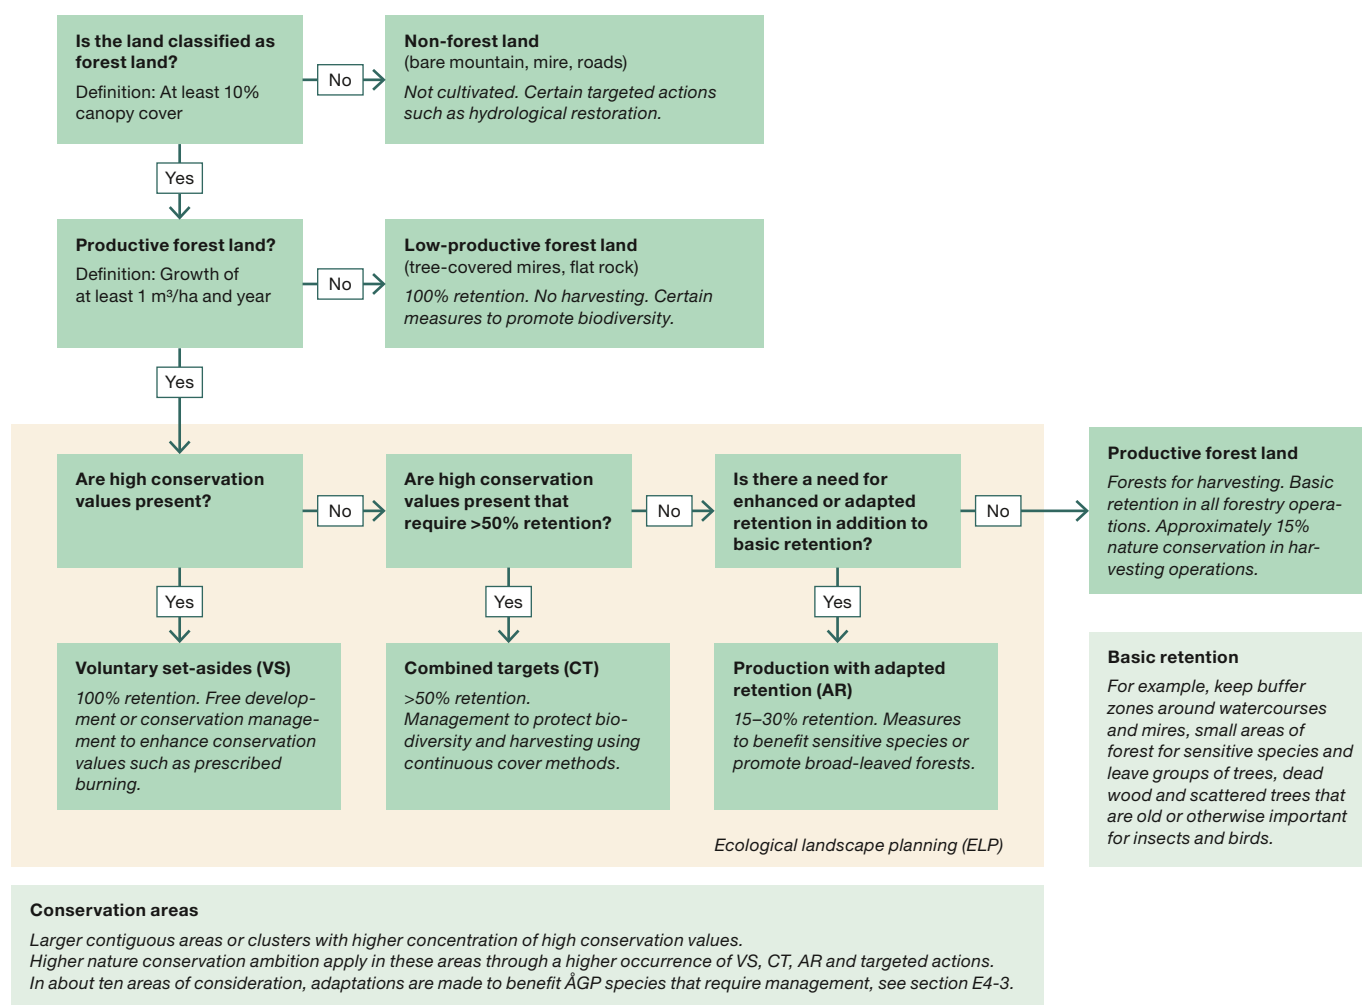 Is the land classified as
forest land?
Definition: At least 10%
canopy cover
No
Non-forest land
(bare mountain, mire, roads)
Not cultivated. Certain targeted actions
such as hydrological restoration.
Yes
Productive forest land?
Definition: Growth of
at least 1 m³/ha and year
No
Low-productive forest land
(tree-covered mires, flat rock)
100% retention. No harvesting. Certain
measures to promote biodiversity.
Yes
Are high conservation
values present?
No
Are high conservation
values present that
require >50% retention?
No
Is there a need for
enhanced or adapted
retention in addition to
basic retention?
No
Productive forest land
Forests for harvesting. Basic
retention in all forestry opera-
tions. Approximately 15%
nature conservation in har-
vesting operations.
Yes
Yes
Yes
Voluntary set-asides (VS)
100% retention. Free develop-
ment or conservation manage-
ment to enhance conservation
values such as prescribed
burning.
Combined targets (CT)
>50% retention.
Management to protect bio-
diversity and harvesting using
continuous cover methods.
Production with adapted
retention (AR)
15–30% retention. Measures
to benefit sensitive species or
promote broad-leaved forests.
Basic retention
For example, keep buffer
zones around watercourses
and mires, small areas of
forest for sensitive species and
leave groups of trees, dead
wood and scattered trees that
are old or otherwise important
for insects and birds.
Ecological landscape planning (ELP)
Conservation areas
Larger contiguous areas or clusters with higher concentration of high conservation values.
Higher nature conservation ambition apply in these areas through a higher occurrence of VS, CT, AR and targeted actions.
In about ten areas of consideration, adaptations are made to benefit ÅGP species that require management, see section E4-3.